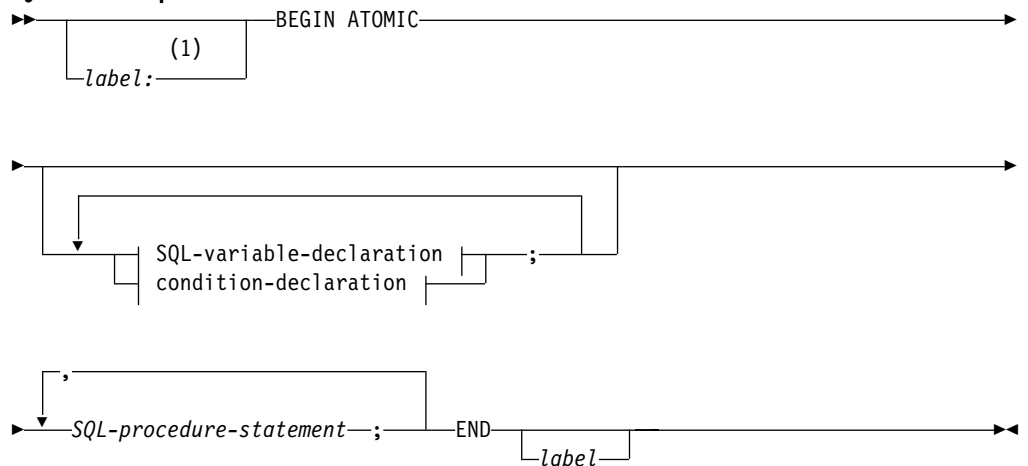 BEGIN ATOMIC
(1)
label:
SQL-variable-declaration ;
condition-declaration
,
SQL-procedure-statement ; END
label